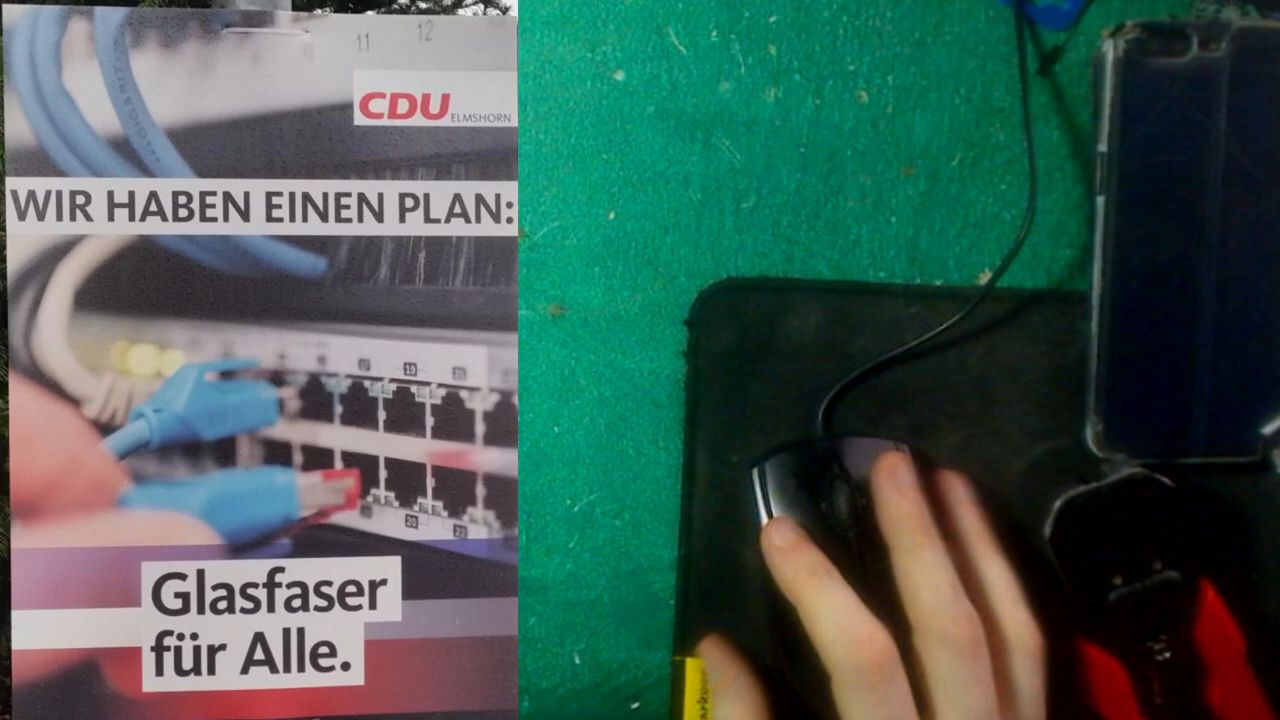 11 12
CDU ELMSHORN
WIR HABEN EINEN PLAN:
19
20
22
Glasfaser
für Alle.